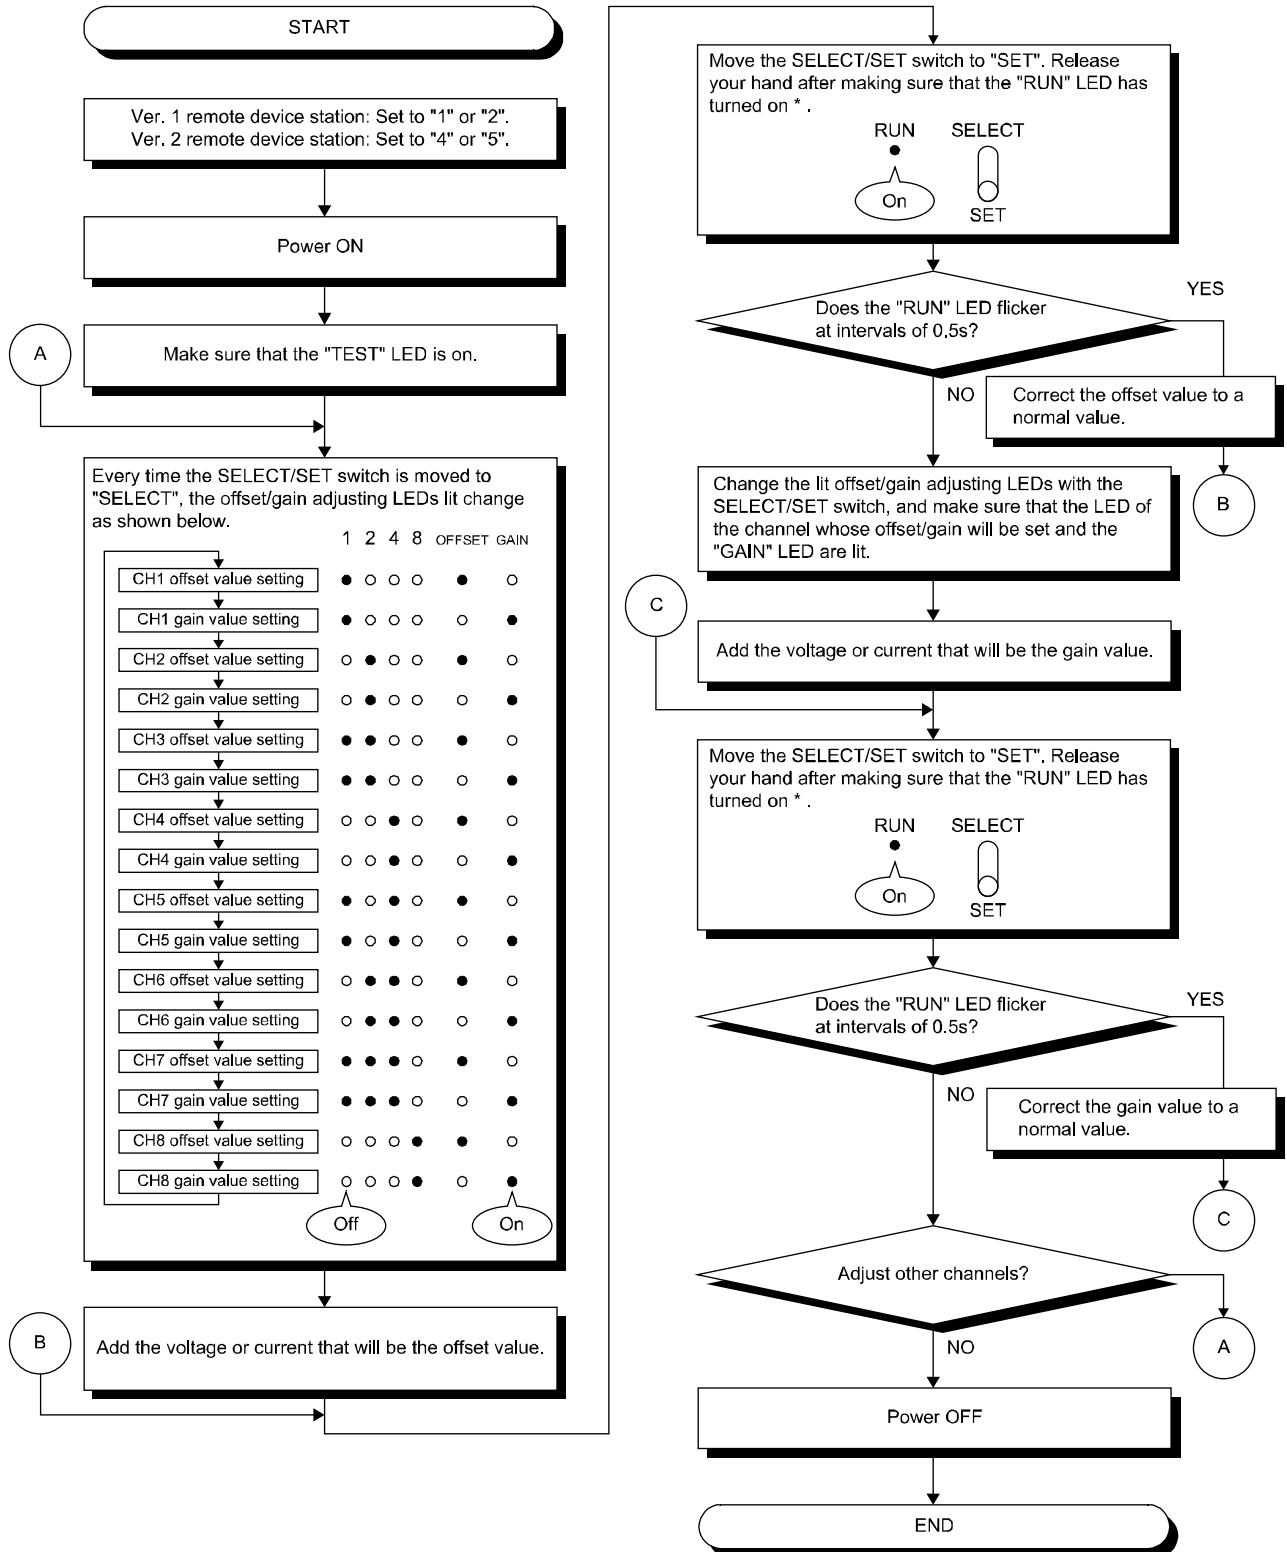 START
Ver. 1 remote device station: Set to "1" or "2".
Ver. 2 remote device station: Set to "4" or "5".
Power ON
A
Make sure that the "TEST" LED is on.
Every time the SELECT/SET switch is moved to
"SELECT", the offset/gain adjusting LEDs lit change
as shown below.
1 2 4 8 OFFSET GAIN
CH1 offset value setting
CH1 gain value setting
CH2 offset value setting
CH2 gain value setting
CH3 offset value setting
CH3 gain value setting
CH4 offset value setting
CH4 gain value setting
CH5 offset value setting
CH5 gain value setting
CH6 offset value setting
CH6 gain value setting
CH7 offset value setting
CH7 gain value setting
CH8 offset value setting
CH8 gain value setting
Off
On
B
Add the voltage or current that will be the offset value.
Move the SELECT/SET switch to "SET". Release
your hand after making sure that the "RUN" LED has
turned on * .
RUN SELECT
On
SET
Does the "RUN" LED flicker
at intervals of 0.5s?
YES
NO
Correct the offset value to a
normal value.
B
Change the lit offset/gain adjusting LEDs with the
SELECT/SET switch, and make sure that the LED of
the channel whose offset/gain will be set and the
"GAIN" LED are lit.
C
Add the voltage or current that will be the gain value.
Move the SELECT/SET switch to "SET". Release
your hand after making sure that the "RUN" LED has
turned on * .
RUN SELECT
On
SET
Does the "RUN" LED flicker
at intervals of 0.5s?
YES
NO
Correct the gain value to a
normal value.
C
Adjust other channels?
A
NO
Power OFF
END